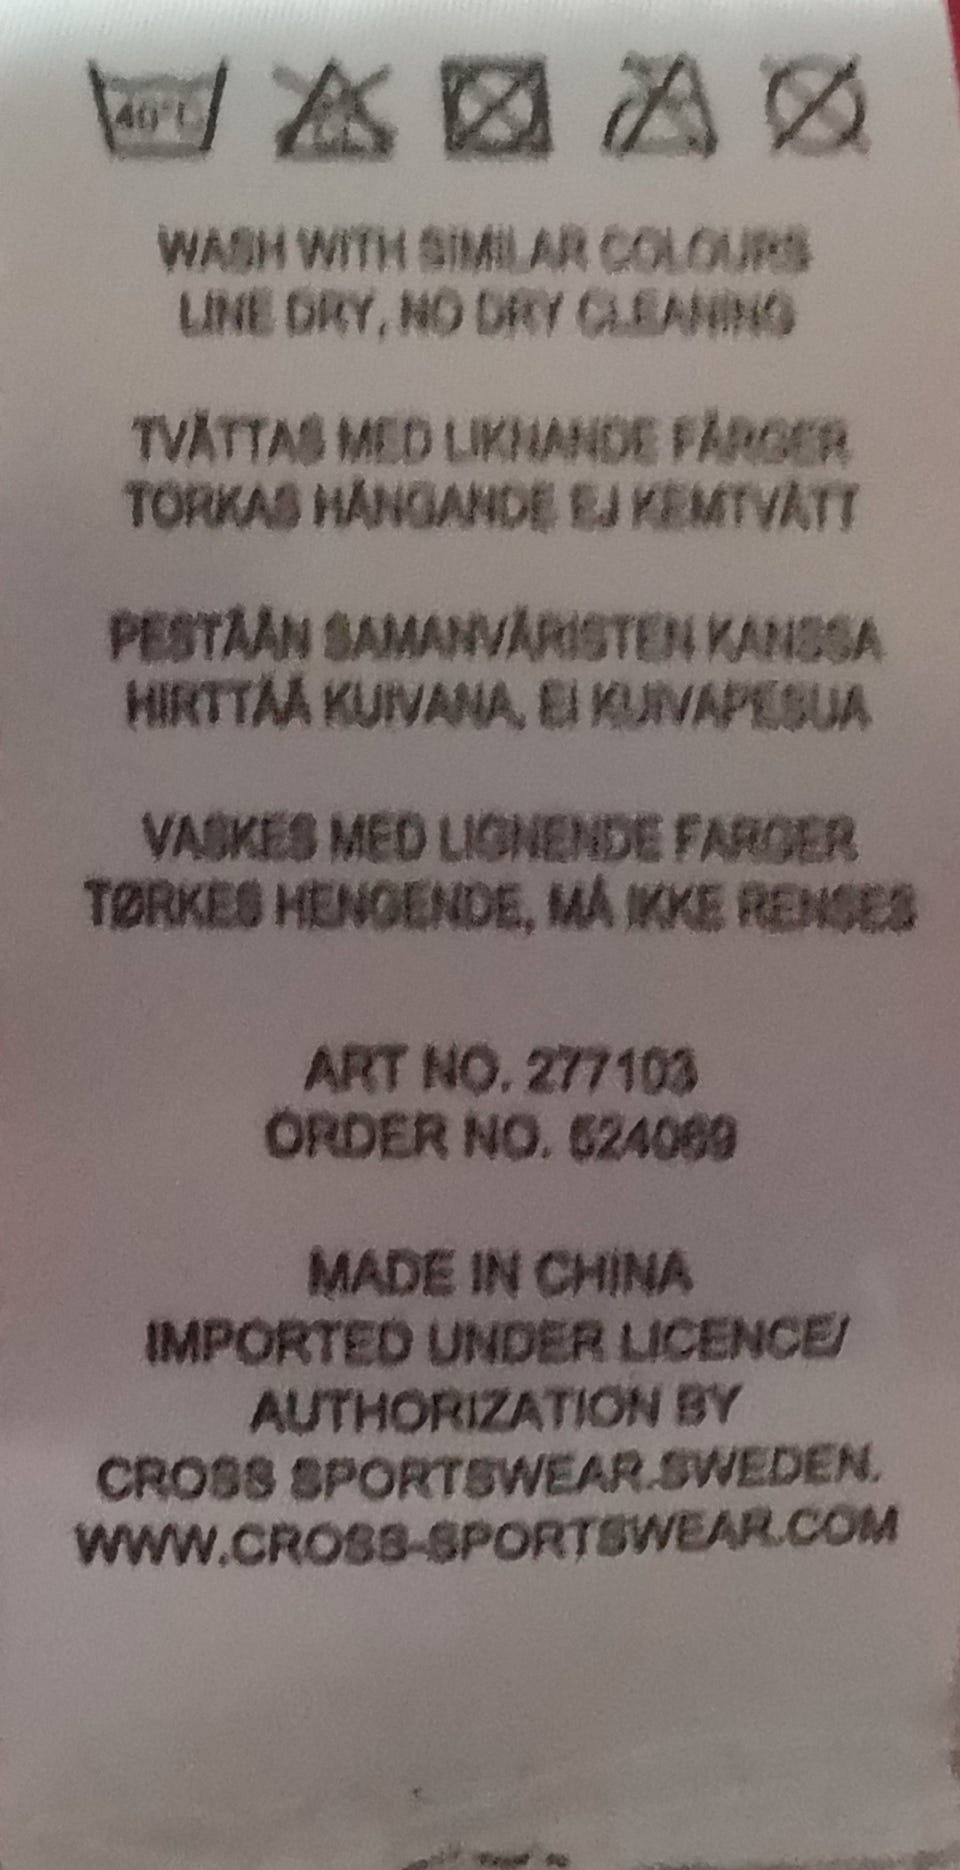 40°C
CL
WASH WITH SIMILAR COLOURS
LINE DRY, NO DRY CLEANING
TVÄTTAS MED LIKNANDE FÄRGER
TORKAS HÄNGANDE EJ KEMTVÄTT
PESTÄÄN SAMANVÄRISTEN KANSSA
HIRTTÄÄ KUIVANA, EI KUIVAPESUA
VASKES MED LIGNENDE FARGER
TØRKES HENGENDE, MÅ IKKE RENSES
ART NO. 277103
ORDER NO. 524069
MADE IN CHINA
IMPORTED UNDER LICENCE/
AUTHORIZATION BY
CROSS SPORTSWEAR.SWEDEN.
WWW.CROSS-SPORTSWEAR.COM